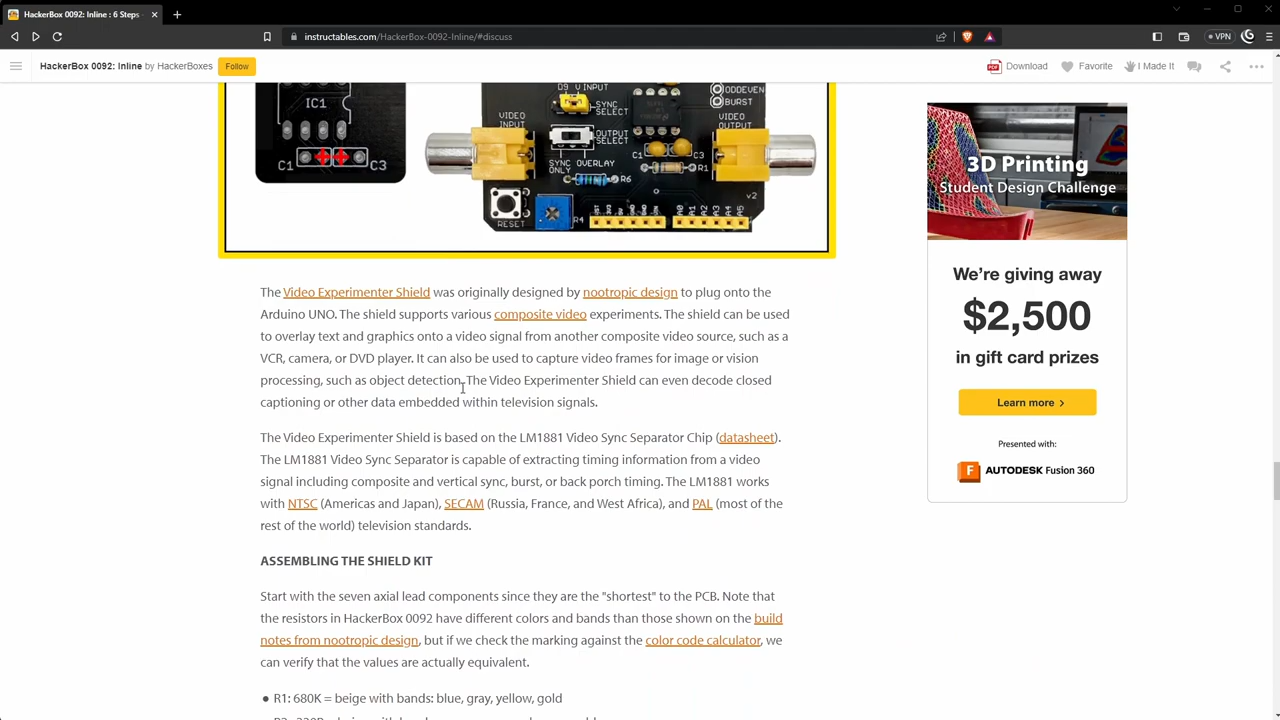 HackerBox 0092: Inline : 6 Steps
instructables.com/HackerBox-0092-Inline/#discuss
VPN
HackerBox 0092: Inline by HackerBoxes
Follow
Download
Favorite
I Made It
IC1
C1
C3
D9 V INPUT
SYNC
SELECT
ODDEVEN
BURST
VIDEO
INPUT
OUTPUT
SELECT
VIDEO
OUTPUT
C1
C3
R1
SYNC
ONLY
OVERLAY
R6
v2
RESET
R4
RST
3V3
5V
GND
GND
VIN
A0
A1
A2
A3
A4
A5
The Video Experimenter Shield was originally designed by nootropic design to plug onto the
Arduino UNO. The shield supports various composite video experiments. The shield can be used
to overlay text and graphics onto a video signal from another composite video source, such as a
VCR, camera, or DVD player. It can also be used to capture video frames for image or vision
processing, such as object detection. The Video Experimenter Shield can even decode closed
captioning or other data embedded within television signals.
The Video Experimenter Shield is based on the LM1881 Video Sync Separator Chip (datasheet).
The LM1881 Video Sync Separator is capable of extracting timing information from a video
signal including composite and vertical sync, burst, or back porch timing. The LM1881 works
with NTSC (Americas and Japan), SECAM (Russia, France, and West Africa), and PAL (most of the
rest of the world) television standards.
ASSEMBLING THE SHIELD KIT
Start with the seven axial lead components since they are the "shortest" to the PCB. Note that
the resistors in HackerBox 0092 have different colors and bands than those shown on the build
notes from nootropic design, but if we check the marking against the color code calculator, we
can verify that the values are actually equivalent.
● R1: 680K = beige with bands: blue, gray, yellow, gold
3D Printing
Student Design Challenge
We're giving away
$2,500
in gift card prizes
Learn more
Presented with:
F AUTODESK Fusion 360